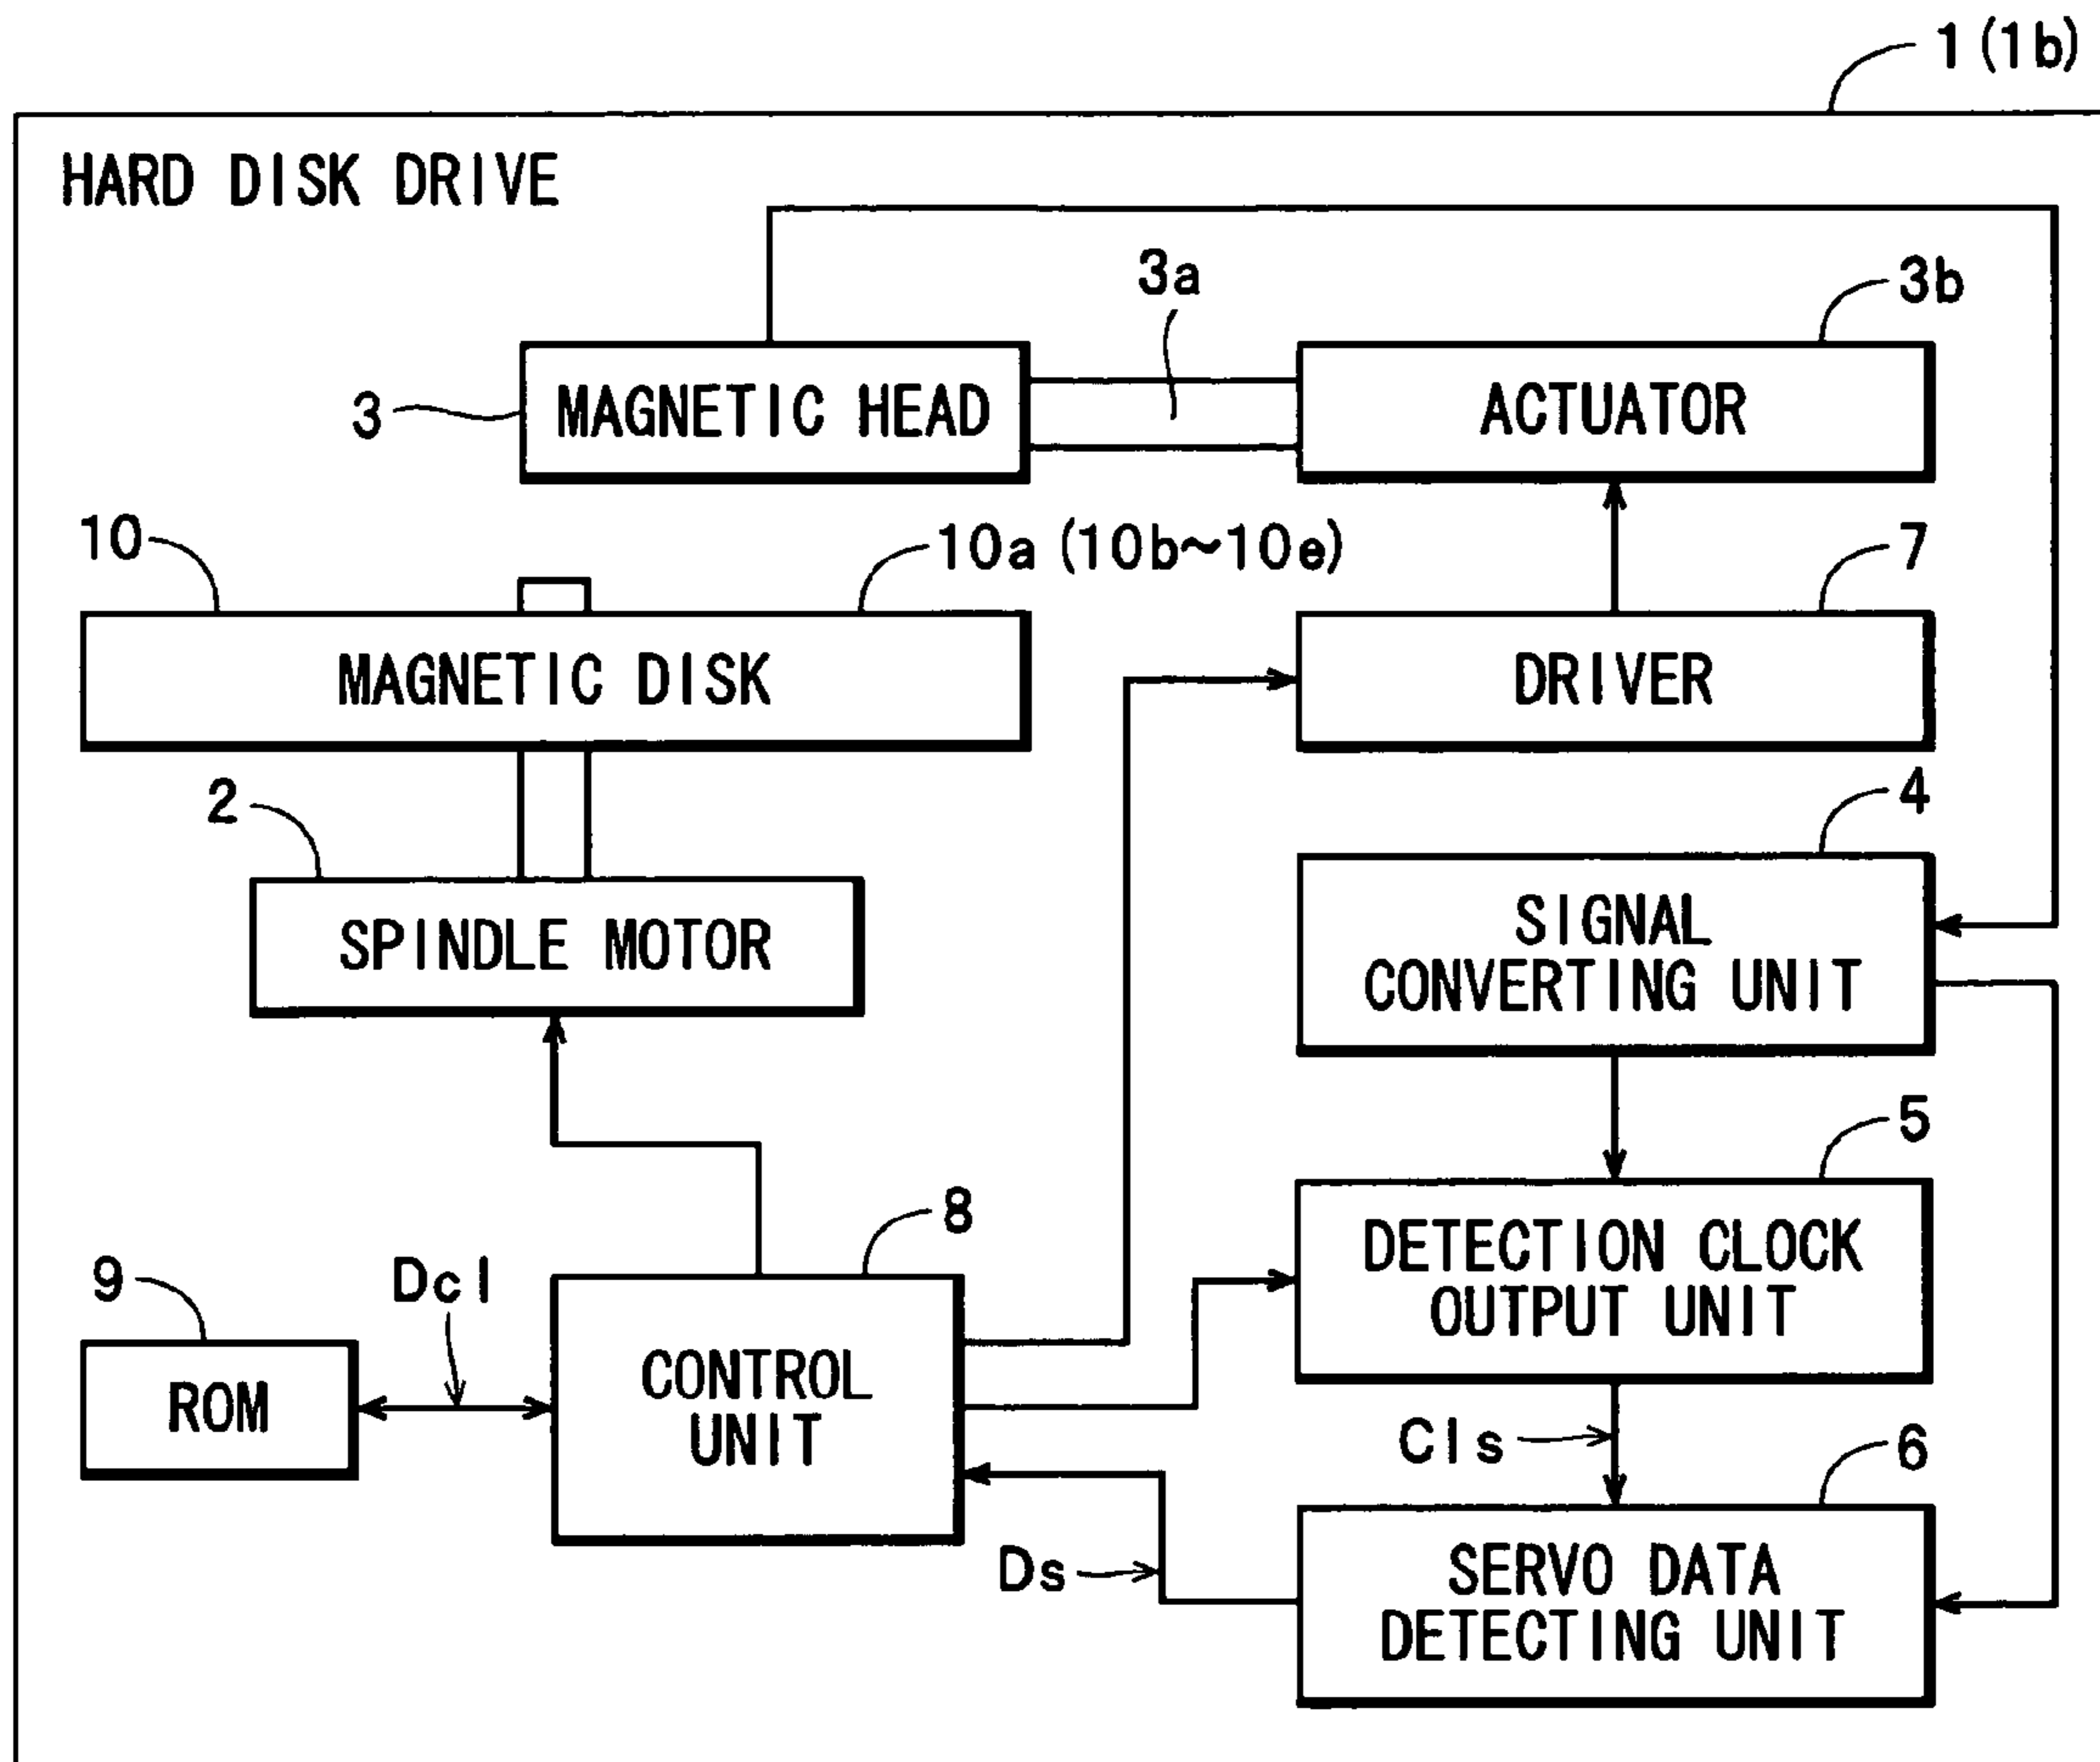 1(1b)
HARD DISK DRIVE
3a
3b
3
MAGNETIC HEAD
ACTUATOR
10
10a(10b~10e)
7
MAGNETIC DISK
DRIVER
2
4
SPINDLE MOTOR
SIGNAL
CONVERTING UNIT
5
8
DETECTION CLOCK
OUTPUT UNIT
9
Dcl
CONTROL
UNIT
ROM
Cls
6
Ds
SERVO DATA
DETECTING UNIT